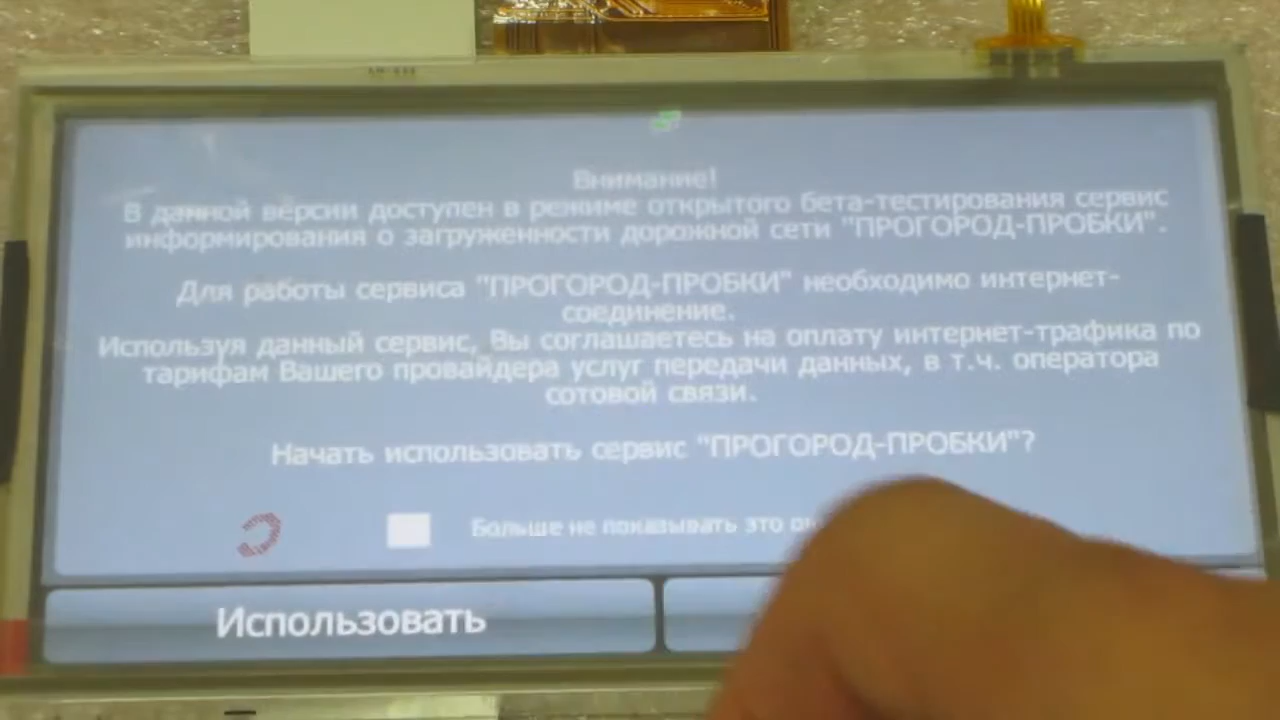 Внимание!
В данной версии доступен в режиме открытого бета-тестирования сервис
информирования о загруженности дорожной сети "ПРОГОРОД-ПРОБКИ".
Для работы сервиса "ПРОГОРОД-ПРОБКИ" необходимо интернет-
соединение.
Используя данный сервис, Вы соглашаетесь на оплату интернет-трафика по
тарифам Вашего провайдера услуг передачи данных, в т.ч. оператора
сотовой связи.
Начать использовать сервис "ПРОГОРОД-ПРОБКИ"?
Больше не показывать это
Использовать